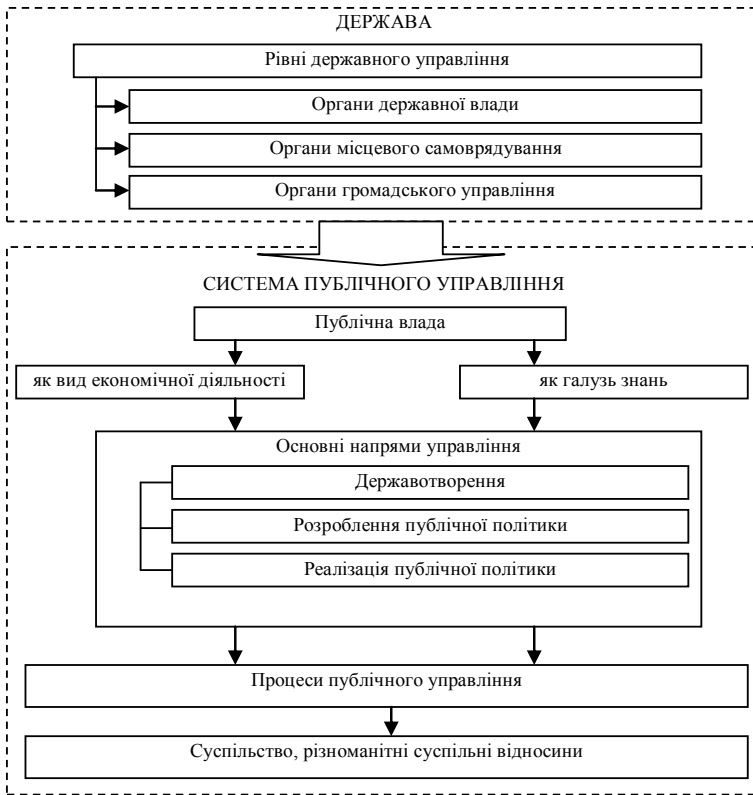 ДЕРЖАВА
Рівні державного управління
Органи державної влади
Органи місцевого самоврядування
Органи громадського управління
СИСТЕМА ПУБЛІЧНОГО УПРАВЛІННЯ
Публічна влада
як вид економічної діяльності
як галузь знань
Основні напрями управління
Державотворення
Розроблення публічної політики
Реалізація публічної політики
Процеси публічного управління
Суспільство, різноманітні суспільні відносини